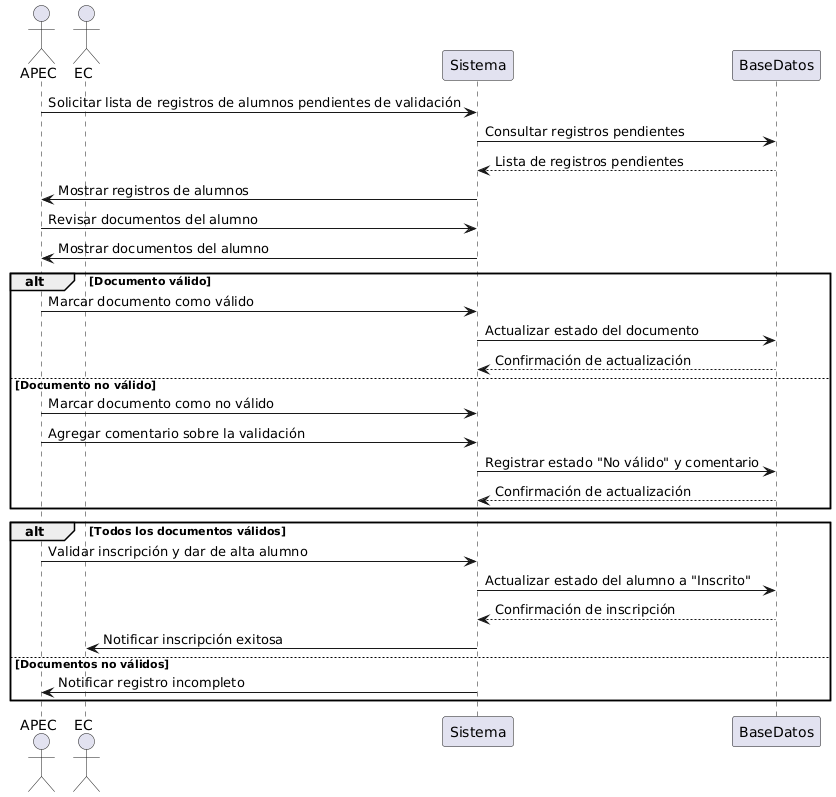 APEC
EC
Sistema
BaseDatos
Solicitar lista de registros de alumnos pendientes de validación
Consultar registros pendientes
Lista de registros pendientes
Mostrar registros de alumnos
Revisar documentos del alumno
Mostrar documentos del alumno
alt [Documento válido]
Marcar documento como válido
Actualizar estado del documento
Confirmación de actualización
[Documento no válido]
Marcar documento como no válido
Agregar comentario sobre la validación
Registrar estado "No válido" y comentario
Confirmación de actualización
alt [Todos los documentos válidos]
Validar inscripción y dar de alta alumno
Actualizar estado del alumno a "Inscrito"
Confirmación de inscripción
Notificar inscripción exitosa
[Documentos no válidos]
Notificar registro incompleto
APEC
EC
Sistema
BaseDatos